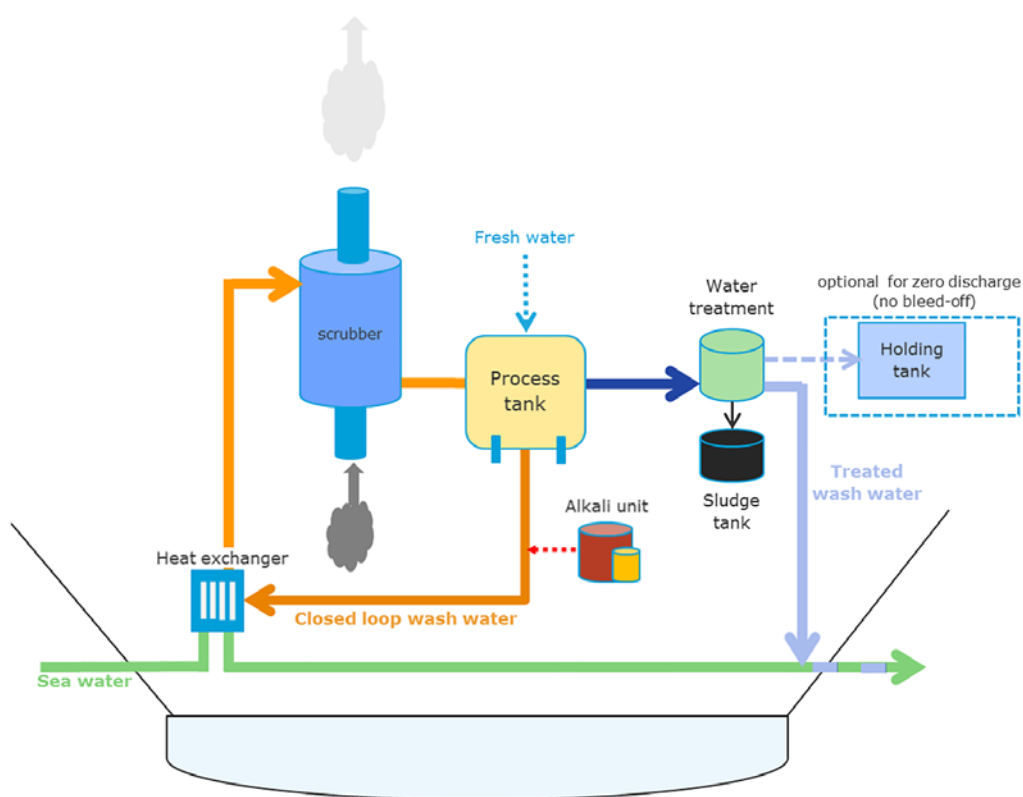 Fresh water
Water
treatment
optional for zero discharge
(no bleed-off)
scrubber
Process
tank
Holding
tank
Treated
wash water
Sludge
tank
Alkali unit
Heat exchanger
Closed loop wash water
Sea water